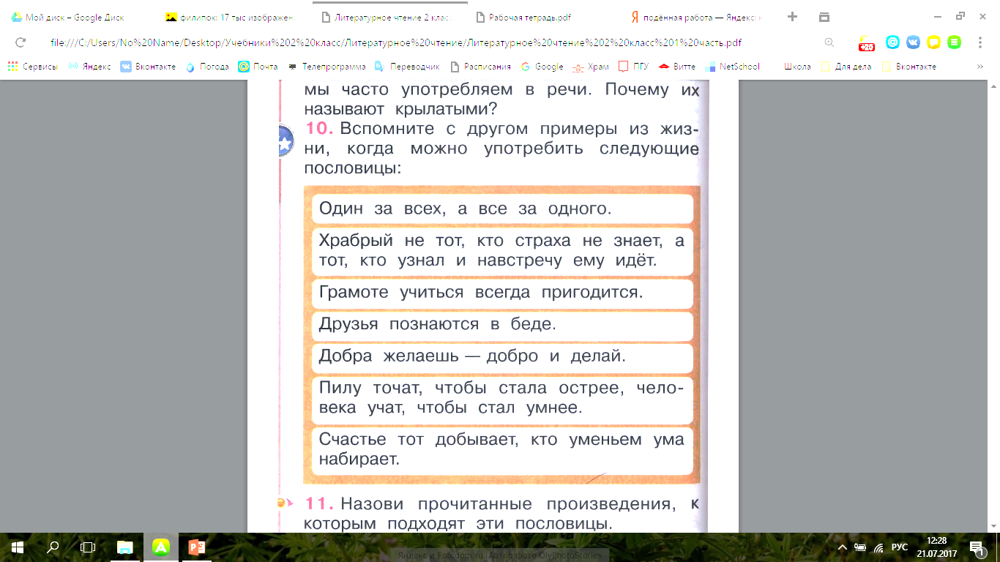 Мой диск – Google Диск
филипок: 17 тыс изображен
Литературное чтение 2 клас
Рабочая тетрадь.pdf
подённая работа — Яндекс: н
file:///C:/Users/No%20Name/Desktop/Учебники%202%20класс/Литературное%20чтение/Литературное%20чтение%202%20класс%201%20часть.pdf
+20
Сервисы Яндекс Вконтакте Погода Почта Телепрограмма Переводчик Расписания Google Храм ПГУ Витте NetSchool Школа Для дела Вконтакте »
мы часто употребляем в речи. Почему их
называют крылатыми?
10. Вспомните с другом примеры из жиз-
ни, когда можно употребить следующие
пословицы:
Один за всех, а все за одного.
Храбрый не тот, кто страха не знает, а
тот, кто узнал и навстречу ему идёт.
Грамоте учиться всегда пригодится.
Друзья познаются в беде.
Добра желаешь — добро и делай.
Пилу точат, чтобы стала острее, чело-
века учат, чтобы стал умнее.
Счастье тот добывает, кто уменьем ума
набирает.
11. Назови прочитанные произведения, к
которым подходят эти пословицы.
РУС
12:28
21.07.2017
1